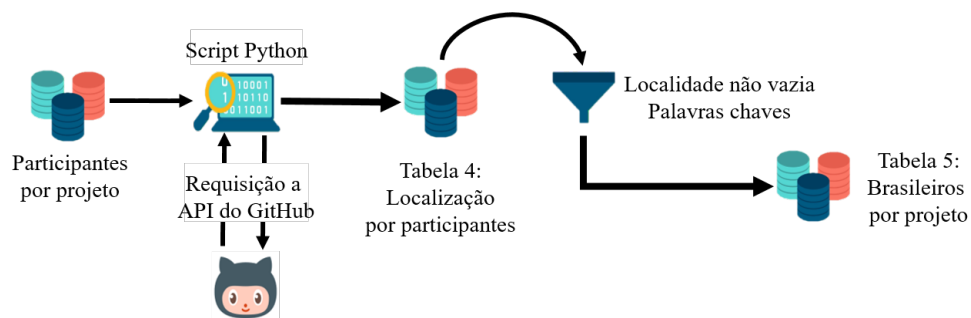 Script Python
Participantes
por projeto
Requisição a
API do GitHub
Tabela 4:
Localização
por participantes
Localidade não vazia
Palavras chaves
Tabela 5:
Brasileiros
por projeto